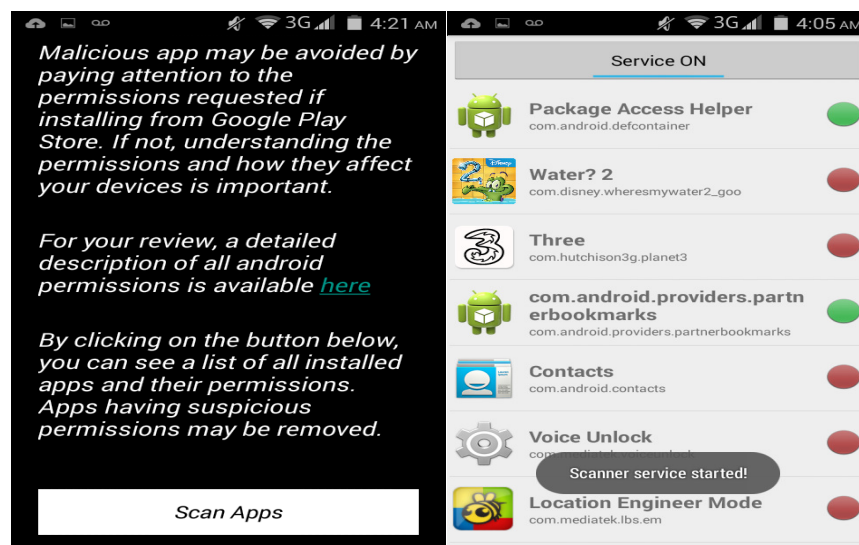 3G 4:21 AM
Malicious app may be avoided by
paying attention to the
permissions requested if
installing from Google Play
Store. If not, understanding the
permissions and how they affect
your devices is important.
For your review, a detailed
description of all android
permissions is available here
By clicking on the button below,
you can see a list of all installed
apps and their permissions.
Apps having suspicious
permissions may be removed.
Scan Apps
3G 4:05 AM
Service ON
Package Access Helper
com.android.defcontainer
2 Disney
Water? 2
com.disney.wheresmywater2_goo
3
Three
com.hutchison3g.planet3
com.android.providers.partn
erbookmarks
com.android.providers.partnerbookmarks
Contacts
com.android.contacts
Voice Unlock
Scanner service started!
Location Engineer Mode
com.mediatek.lbs.em